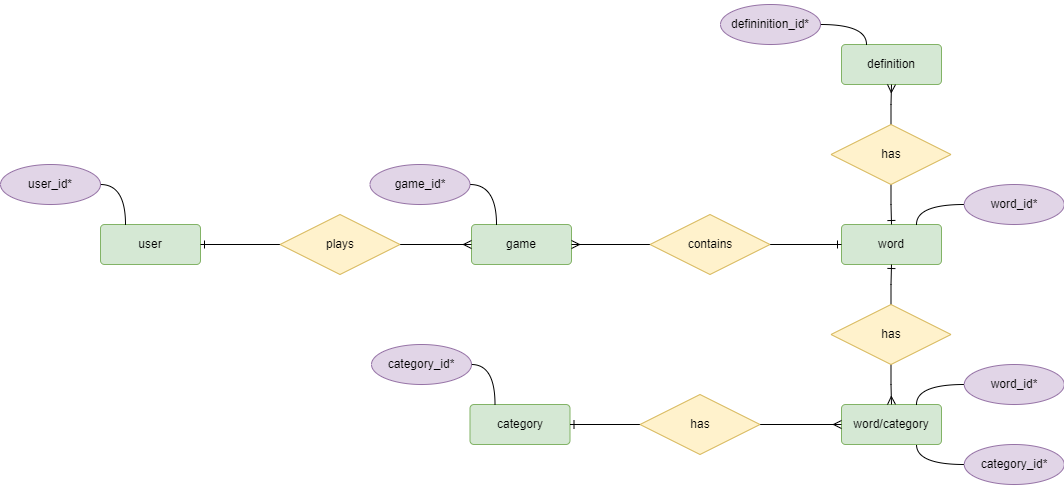 defininition_id*
definition
has
user_id*
game_id*
word_id*
user
plays
game
contains
word
has
category_id*
word_id*
category
has
word/category
category_id*